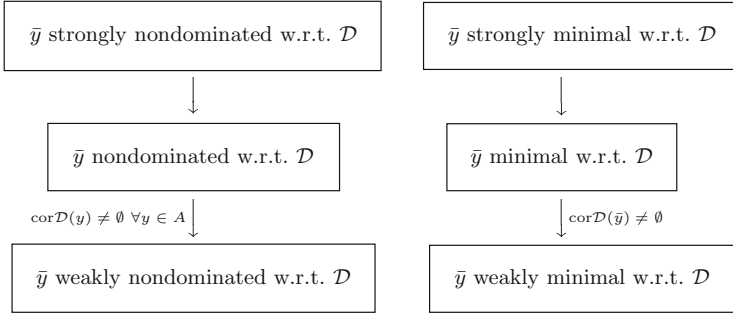 ȳ strongly nondominated w.r.t. 𝒟
ȳ strongly minimal w.r.t. 𝒟
ȳ nondominated w.r.t. 𝒟
ȳ minimal w.r.t. 𝒟
cor𝒟(y) ≠ ∅ ∀y ∈ A
cor𝒟(ȳ) ≠ ∅
ȳ weakly nondominated w.r.t. 𝒟
ȳ weakly minimal w.r.t. 𝒟